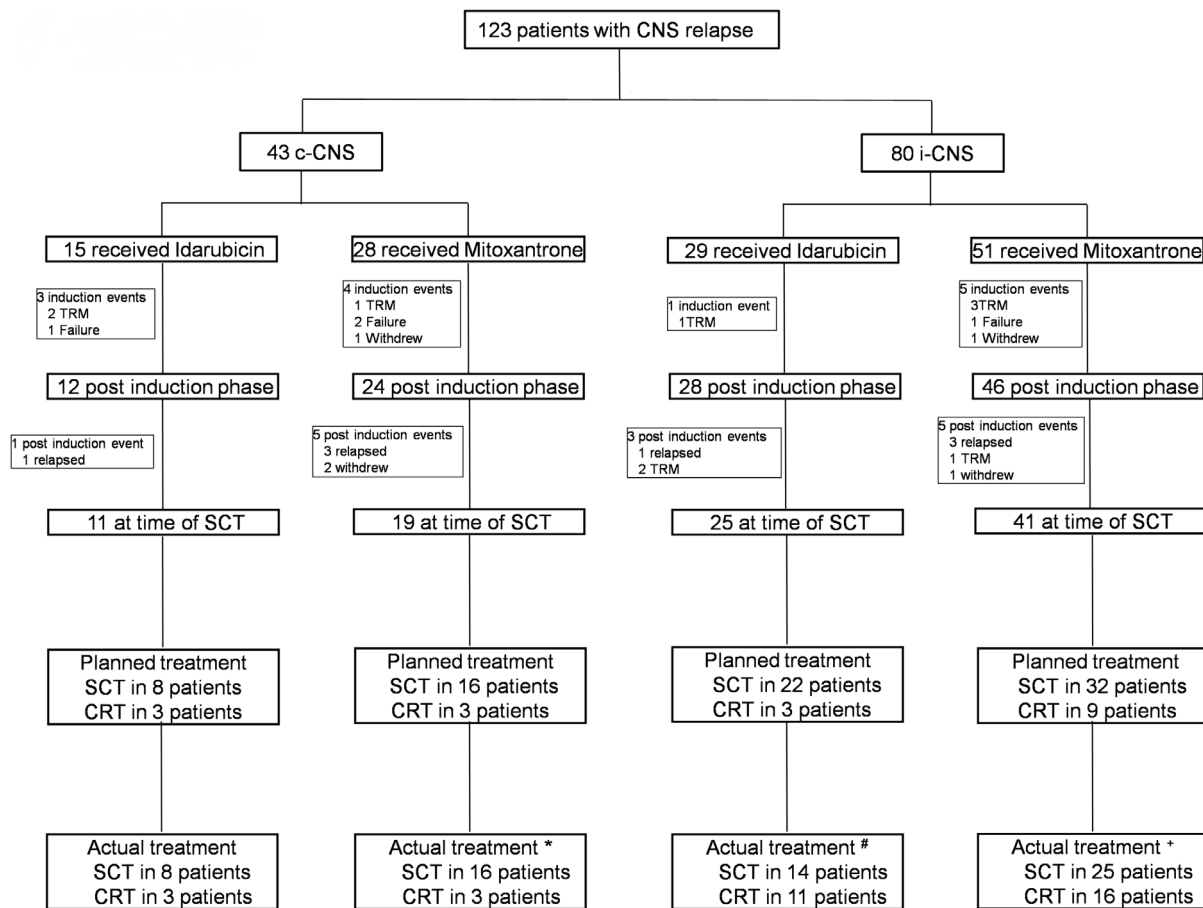 123 patients with CNS relapse
43 c-CNS
80 i-CNS
15 received Idarubicin
28 received Mitoxantrone
29 received Idarubicin
51 received Mitoxantrone
3 induction events
2 TRM
1 Failure
4 induction events
1 TRM
2 Failure
1 Withdrew
1 induction event
1TRM
5 induction events
3TRM
1 Failure
1 Withdrew
12 post induction phase
24 post induction phase
28 post induction phase
46 post induction phase
1 post induction event
1 relapsed
5 post induction events
3 relapsed
2 withdrew
3 post induction events
1 relapsed
2 TRM
5 post induction events
3 relapsed
1 TRM
1 withdrew
11 at time of SCT
19 at time of SCT
25 at time of SCT
41 at time of SCT
Planned treatment
SCT in 8 patients
CRT in 3 patients
Planned treatment
SCT in 16 patients
CRT in 3 patients
Planned treatment
SCT in 22 patients
CRT in 3 patients
Planned treatment
SCT in 32 patients
CRT in 9 patients
Actual treatment
SCT in 8 patients
CRT in 3 patients
Actual treatment *
SCT in 16 patients
CRT in 3 patients
Actual treatment #
SCT in 14 patients
CRT in 11 patients
Actual treatment +
SCT in 25 patients
CRT in 16 patients